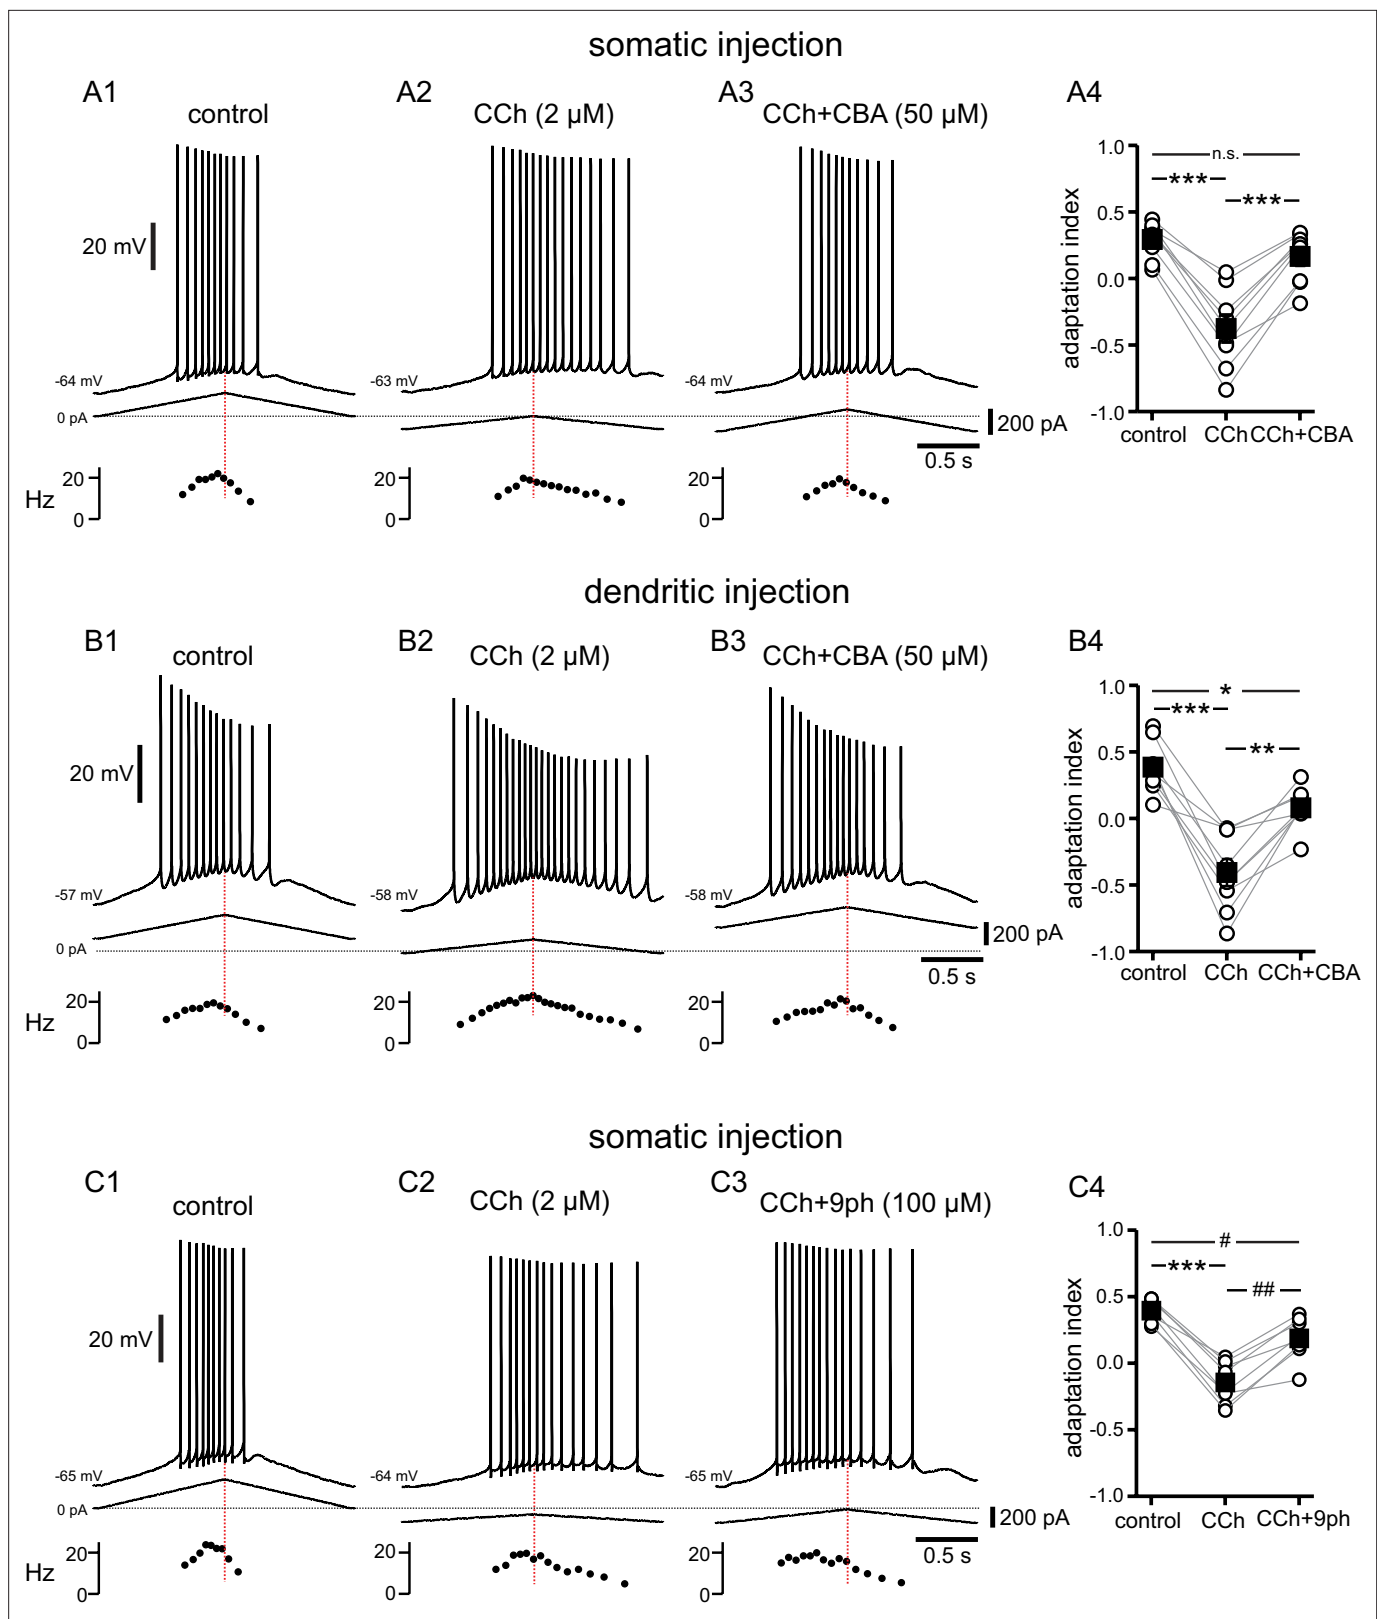 somatic injection
A1
A2
A3
A4
control
CCh (2 µM)
CCh+CBA (50 µM)
20 mV
-64 mV
-63 mV
-64 mV
0 pA
200 pA
0.5 s
Hz
20
0
20
0
20
0
adaptation index
1.0
0.5
0.0
-0.5
-1.0
n.s.
***
***
control
CCh
CCh+CBA
dendritic injection
B1
B2
B3
B4
control
CCh (2 µM)
CCh+CBA (50 µM)
20 mV
-57 mV
-58 mV
-58 mV
0 pA
200 pA
0.5 s
Hz
20
0
20
0
20
0
adaptation index
1.0
0.5
0.0
-0.5
-1.0
*
***
**
control
CCh
CCh+CBA
somatic injection
C1
C2
C3
C4
control
CCh (2 µM)
CCh+9ph (100 µM)
20 mV
-65 mV
-64 mV
-65 mV
0 pA
200 pA
0.5 s
Hz
20
0
20
0
20
0
adaptation index
1.0
0.5
0.0
-0.5
-1.0
#
***
##
control
CCh
CCh+9ph